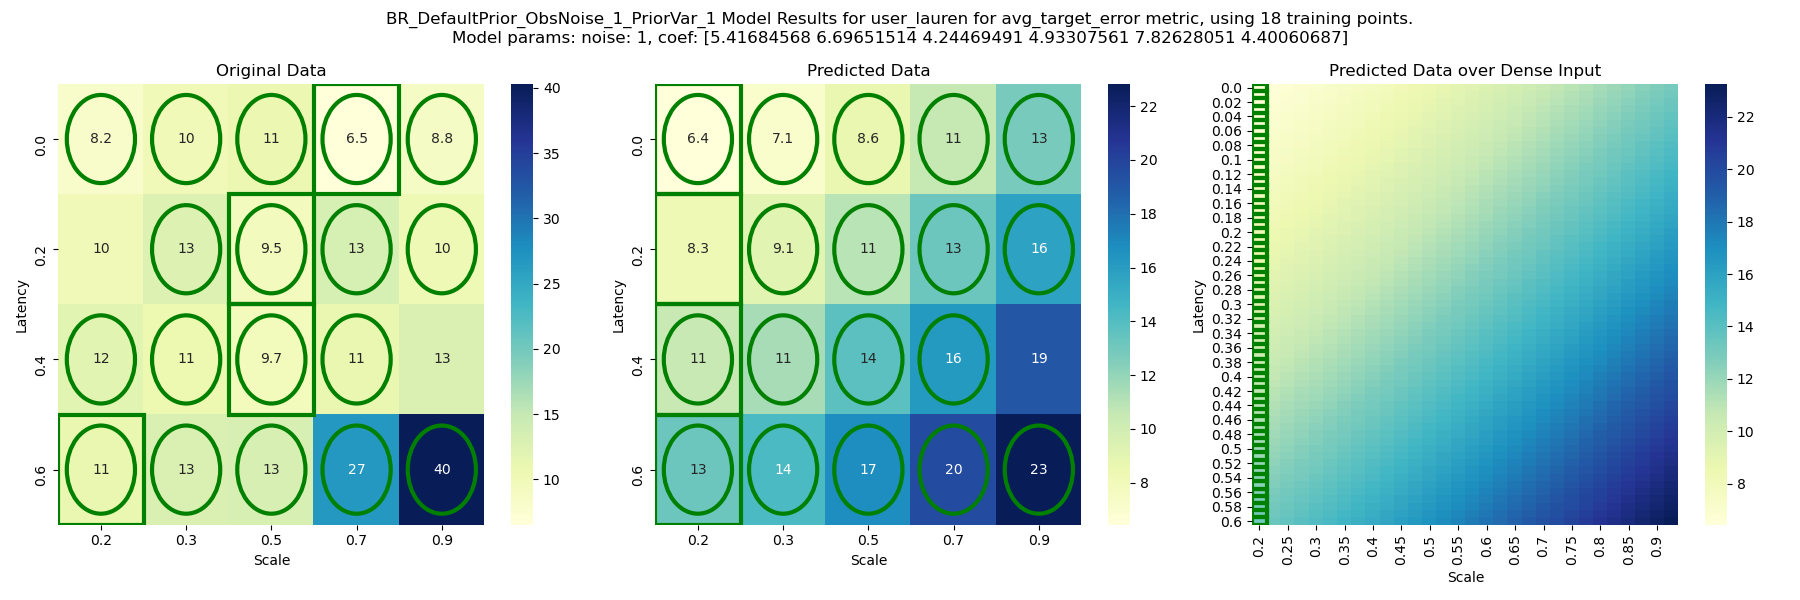 BR_DefaultPrior_ObsNoise_1_PriorVar_1 Model Results for user_lauren for avg_target_error metric, using 18 training points.
Model params: noise: 1, coef: [5.41684568 6.69651514 4.24469491 4.93307561 7.82628051 4.40060687]
Original Data
8.2 10 11 6.5 8.8
10 13 9.5 13 10
12 11 9.7 11 13
11 13 13 27 40
0.0
0.2
0.4
0.6
Latency
0.2 0.3 0.5 0.7 0.9
Scale
40
35
30
25
20
15
10
Predicted Data
6.4 7.1 8.6 11 13
8.3 9.1 11 13 16
11 11 14 16 19
13 14 17 20 23
0.0
0.2
0.4
0.6
Latency
0.2 0.3 0.5 0.7 0.9
Scale
22
20
18
16
14
12
10
8
Predicted Data over Dense Input
0.0
0.02
0.04
0.06
0.08
0.1
0.12
0.14
0.16
0.18
0.2
0.22
0.24
0.26
0.28
0.3
0.32
0.34
0.36
0.38
0.4
0.42
0.44
0.46
0.48
0.5
0.52
0.54
0.56
0.58
0.6
Latency
0.2 0.25 0.3 0.35 0.4 0.45 0.5 0.55 0.6 0.65 0.7 0.75 0.8 0.85 0.9
Scale
22
20
18
16
14
12
10
8